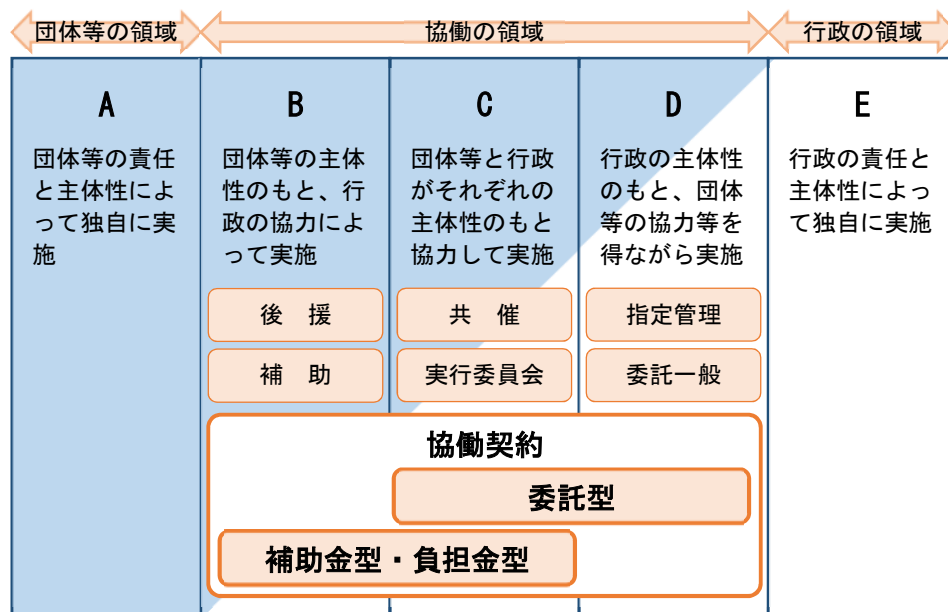 団体等の領域
協働の領域
行政の領域
A
団体等の責任
と主体性によ
って独自に実
施
B
団体等の主体
性のもと、行
政の協力によ
って実施
C
団体等と行政
がそれぞれの
主体性のもと
協力して実施
D
行政の主体性
のもと、団体
等の協力等を
得ながら実施
E
行政の責任と
主体性によっ
て独自に実施
後　援
共　催
指定管理
補　助
実行委員会
委託一般
協働契約
委託型
補助金型・負担金型